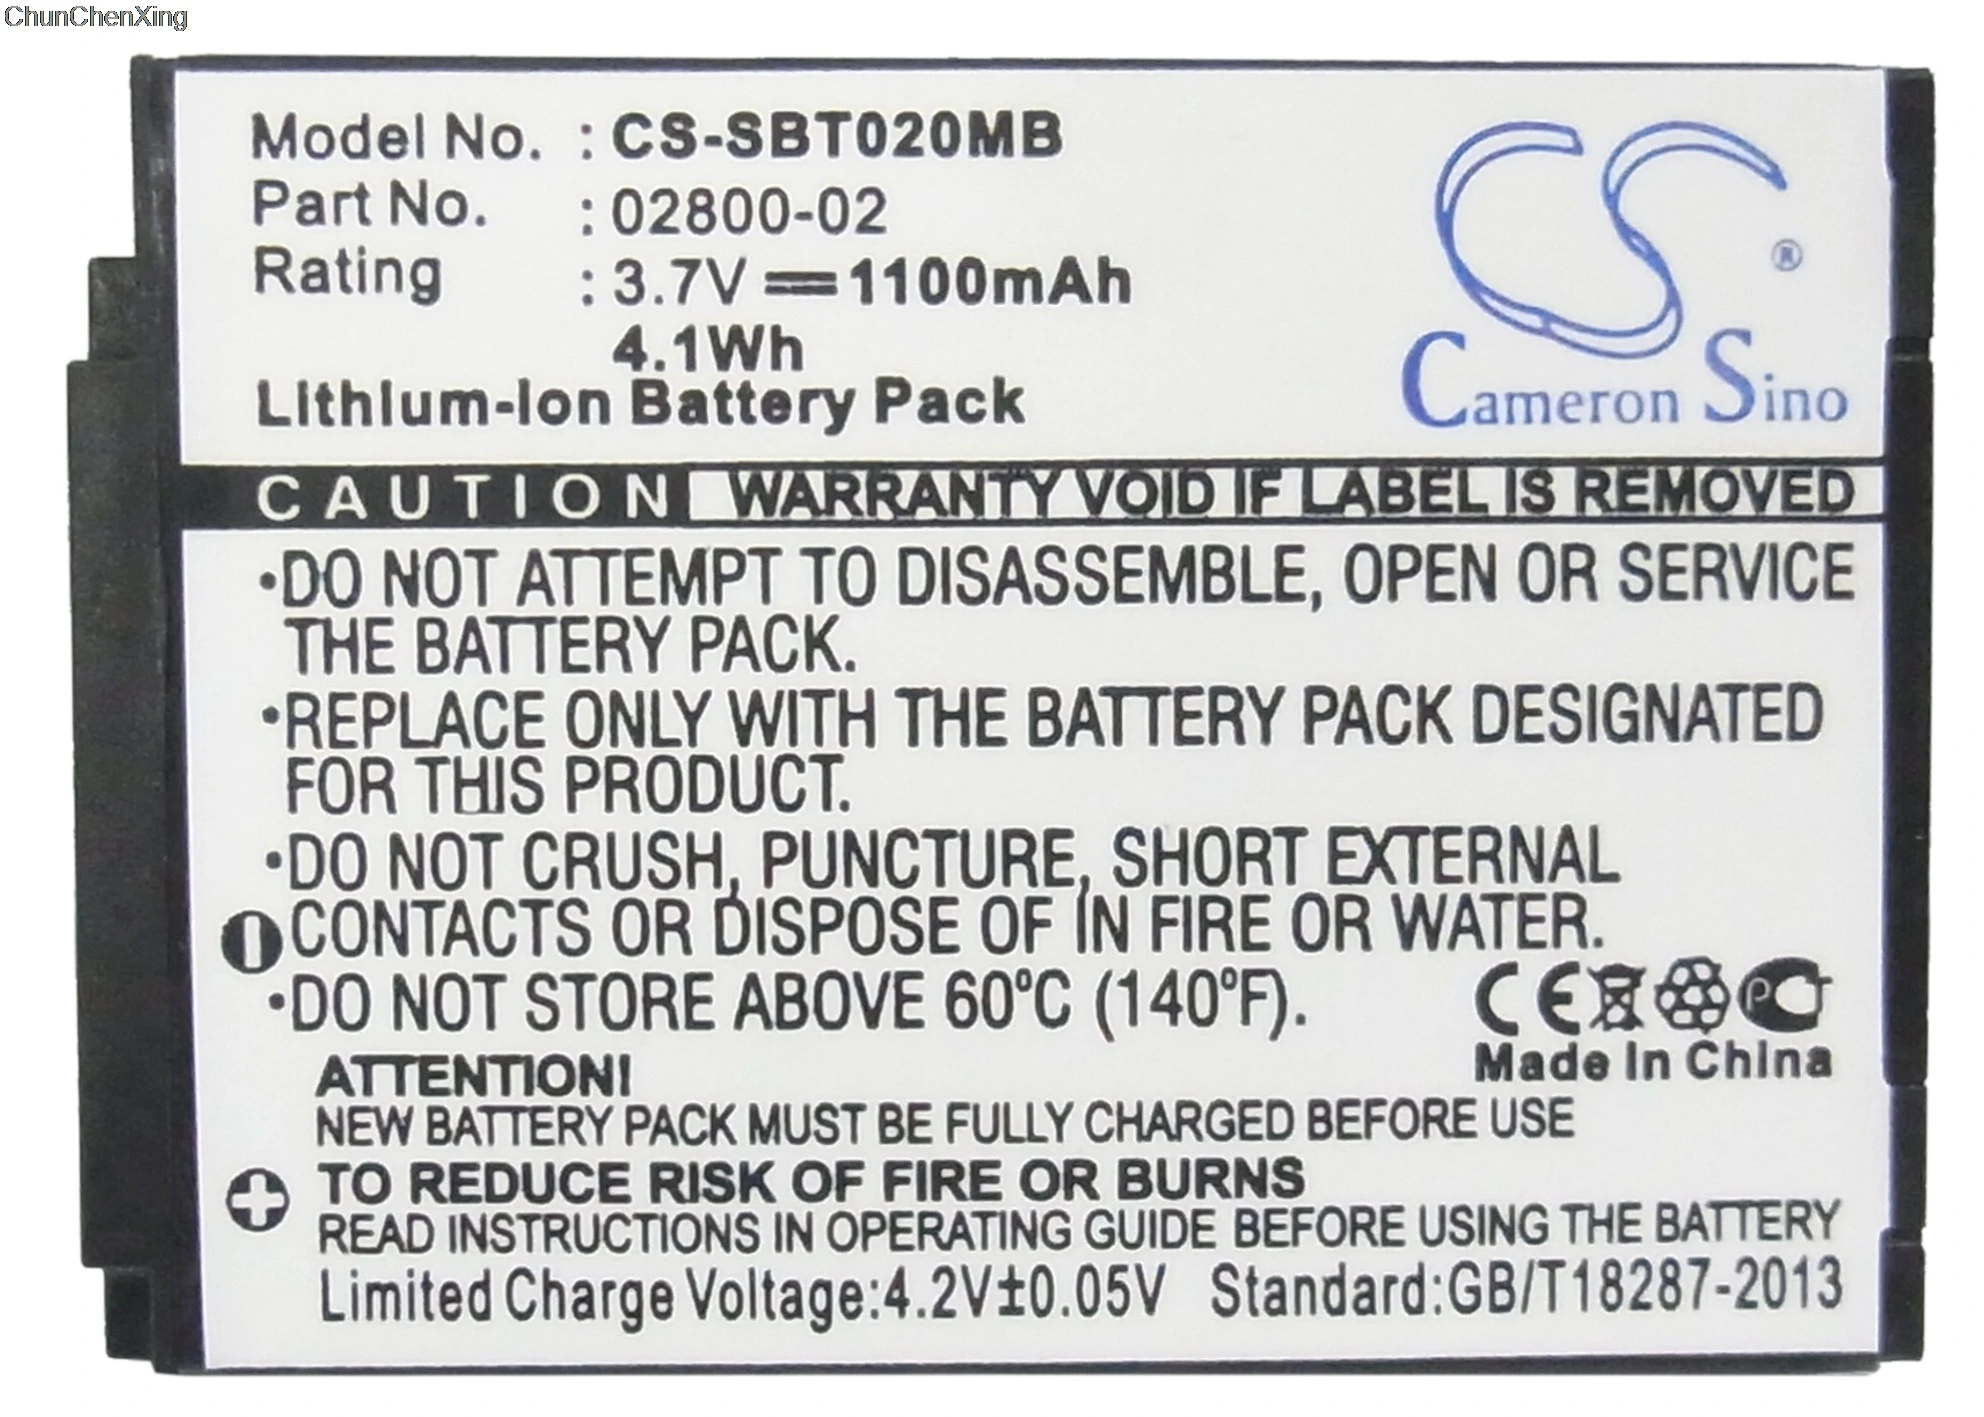 ChunChenXing
Model No. : CS-SBT020MB
Part No. : 02800-02
Rating : 3.7V 1100mAh
4.1Wh
Lithium-Ion Battery Pack
CS ®
Cameron Sino
CAUTION WARRANTY VOID IF LABEL IS REMOVED
•DO NOT ATTEMPT TO DISASSEMBLE, OPEN OR SERVICE
THE BATTERY PACK.
•REPLACE ONLY WITH THE BATTERY PACK DESIGNATED
FOR THIS PRODUCT.
•DO NOT CRUSH, PUNCTURE, SHORT EXTERNAL
CONTACTS OR DISPOSE OF IN FIRE OR WATER.
•DO NOT STORE ABOVE 60°C (140°F).
CE PC
Made In China
ATTENTION!
NEW BATTERY PACK MUST BE FULLY CHARGED BEFORE USE
TO REDUCE RISK OF FIRE OR BURNS
READ INSTRUCTIONS IN OPERATING GUIDE BEFORE USING THE BATTERY
Limited Charge Voltage:4.2V±0.05V Standard:GB/T18287-2013